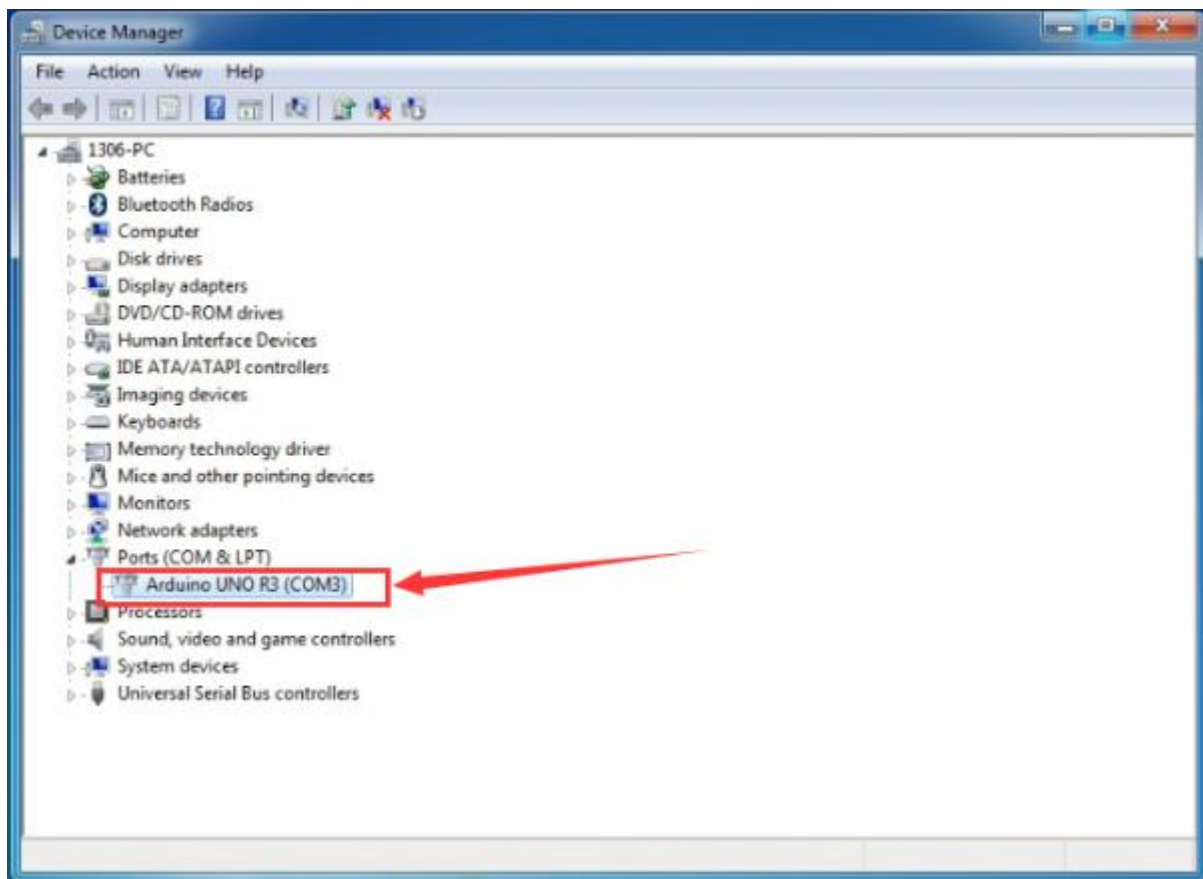 Device Manager
File Action View Help
1306-PC
Batteries
Bluetooth Radios
Computer
Disk drives
Display adapters
DVD/CD-ROM drives
Human Interface Devices
IDE ATA/ATAPI controllers
Imaging devices
Keyboards
Memory technology driver
Mice and other pointing devices
Monitors
Network adapters
Ports (COM & LPT)
Arduino UNO R3 (COM3)
Processors
Sound, video and game controllers
System devices
Universal Serial Bus controllers